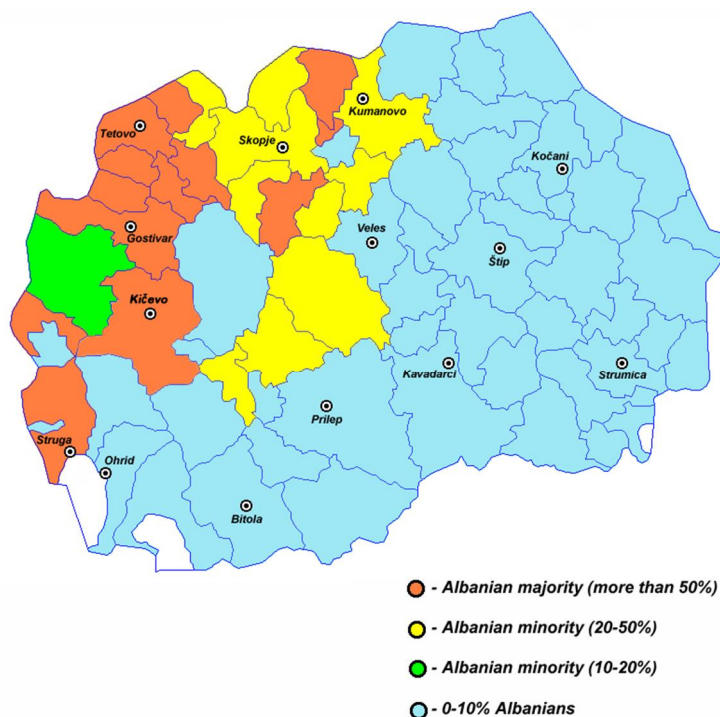 Kumanovo
Tetovo
Skopje
Kočani
Gostivar
Veles
Štip
Kičevo
Kavadarci
Strumica
Prilep
Struga
Ohrid
Bitola
- Albanian majority (more than 50%)
- Albanian minority (20-50%)
- Albanian minority (10-20%)
- 0-10% Albanians